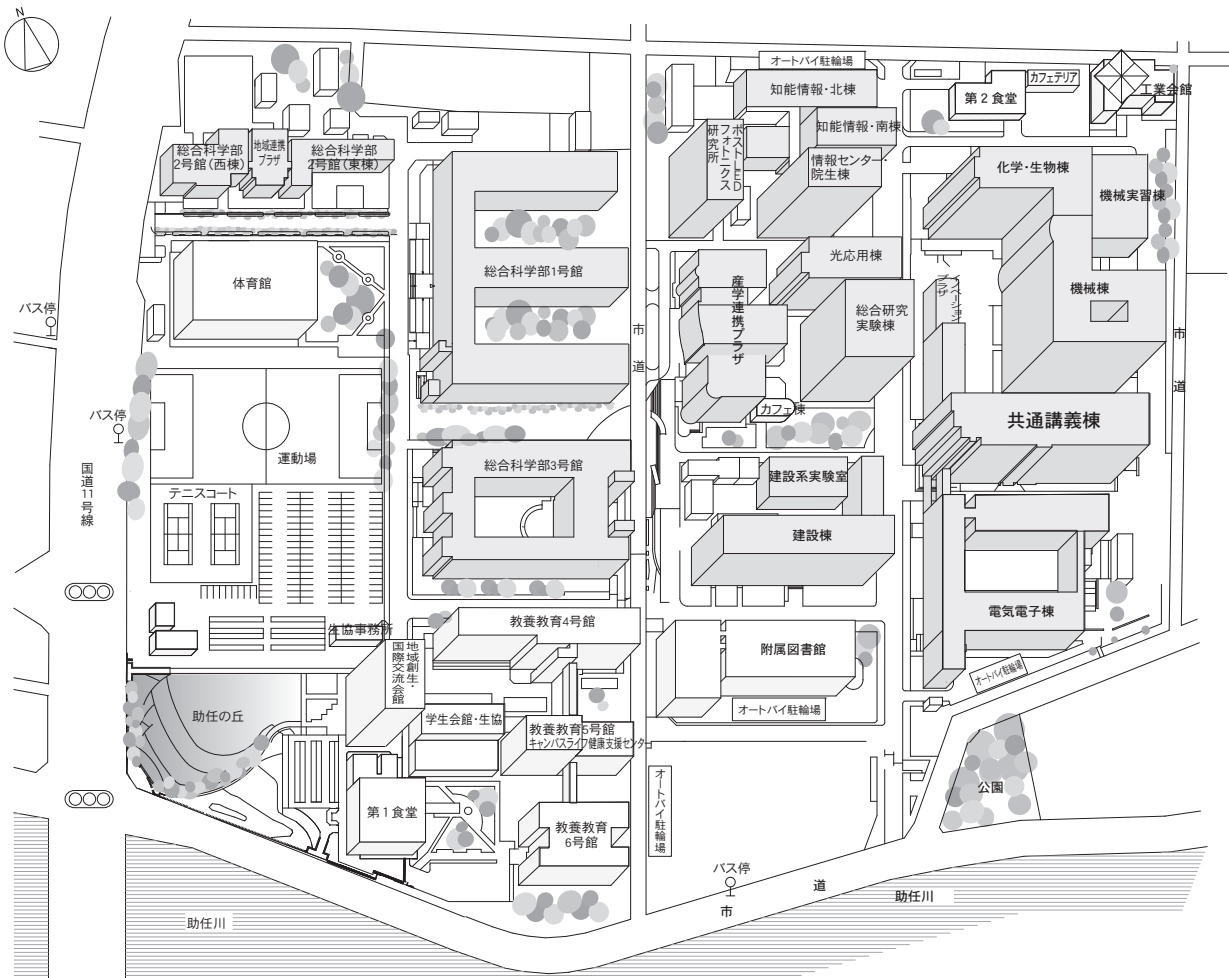 N
オートバイ駐輪場
知能情報・北棟
第2食堂
カフェテリア
工業会館
総合科学部
2号館(西棟)
地域連携
プラザ
総合科学部
2号館(東棟)
ポストLED
フォトニクス
研究所
知能情報・南棟
情報センター・
院生棟
化学・生物棟
機械実習棟
体育館
総合科学部1号館
光応用棟
産学連携プラザ
総合研究
実験棟
イノベーション
プラザ
機械棟
バス停
市道
市道
バス停
カフェ棟
共通講義棟
運動場
総合科学部3号館
国道11号線
テニスコート
建設系実験室
建設棟
電気電子棟
生協事務所
教養教育4号館
地域創生・
国際交流会館
附属図書館
オートバイ駐輪場
助任の丘
学生会館・生協
教養教育5号館
キャンパスライフ健康支援センター
オートバイ駐輪場
オートバイ駐輪場
公園
第1食堂
教養教育
6号館
バス停
市道
助任川
助任川